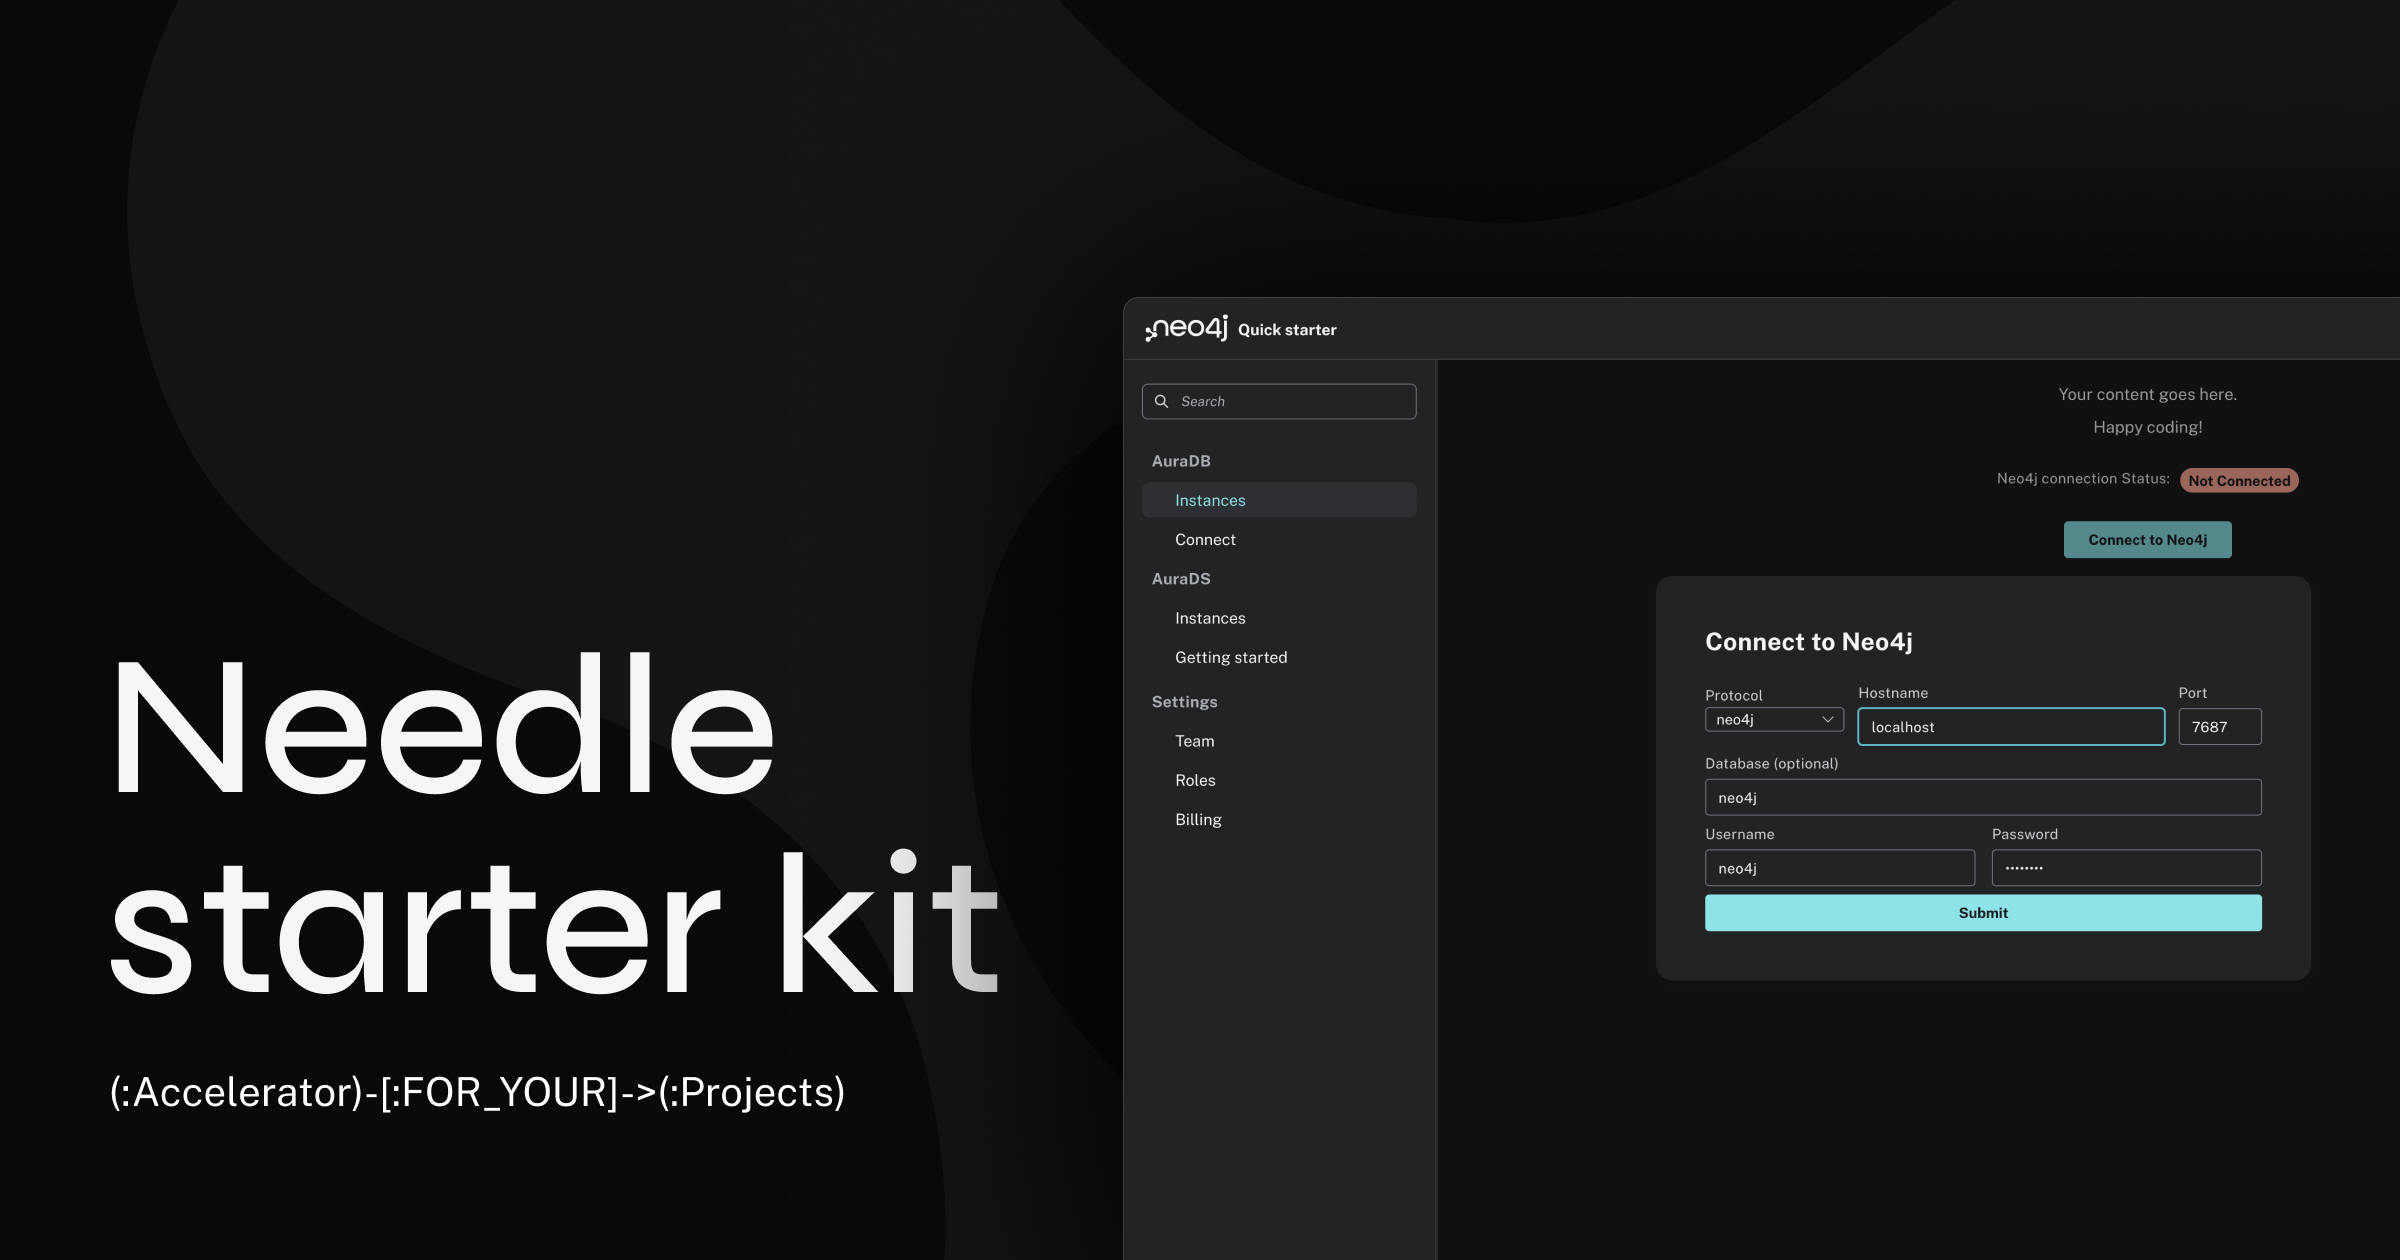 Needle
starter kit
(:Accelerator)-[:FOR_YOUR]->(:Projects)
neo4j Quick starter
Search
AuraDB
Instances
Connect
AuraDS
Instances
Getting started
Settings
Team
Roles
Billing
Your content goes here.
Happy coding!
Neo4j connection Status: Not Connected
Connect to Neo4j
Connect to Neo4j
Protocol Hostname Port
neo4j localhost 7687
Database (optional)
neo4j
Username Password
neo4j ••••••••
Submit